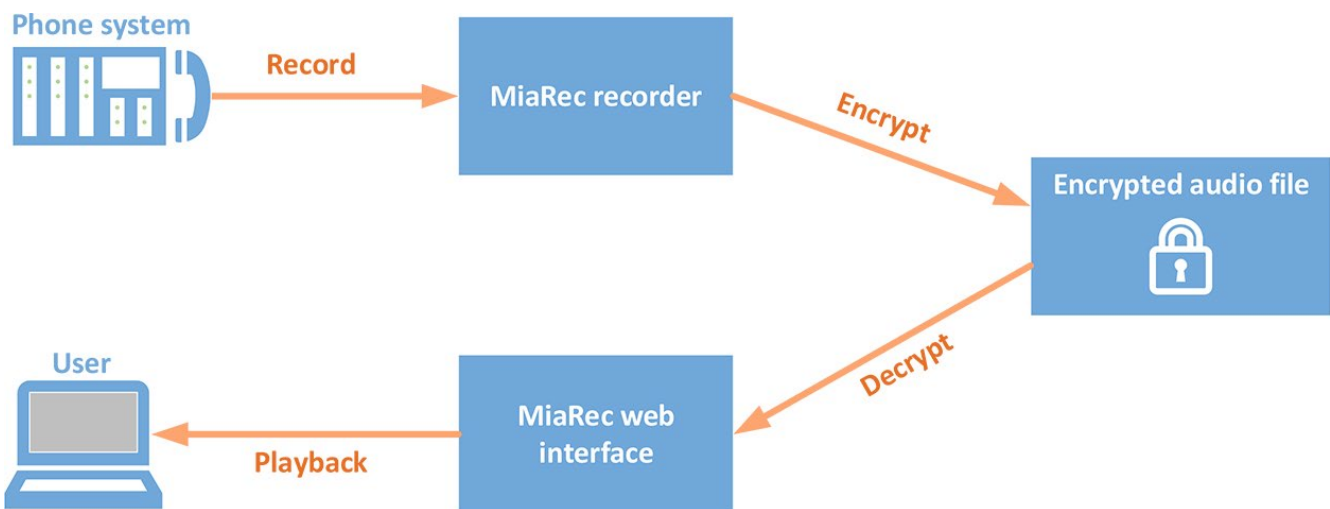 Phone system
Record
MiaRec recorder
Encrypt
Encrypted audio file
Decrypt
MiaRec web
interface
Playback
User